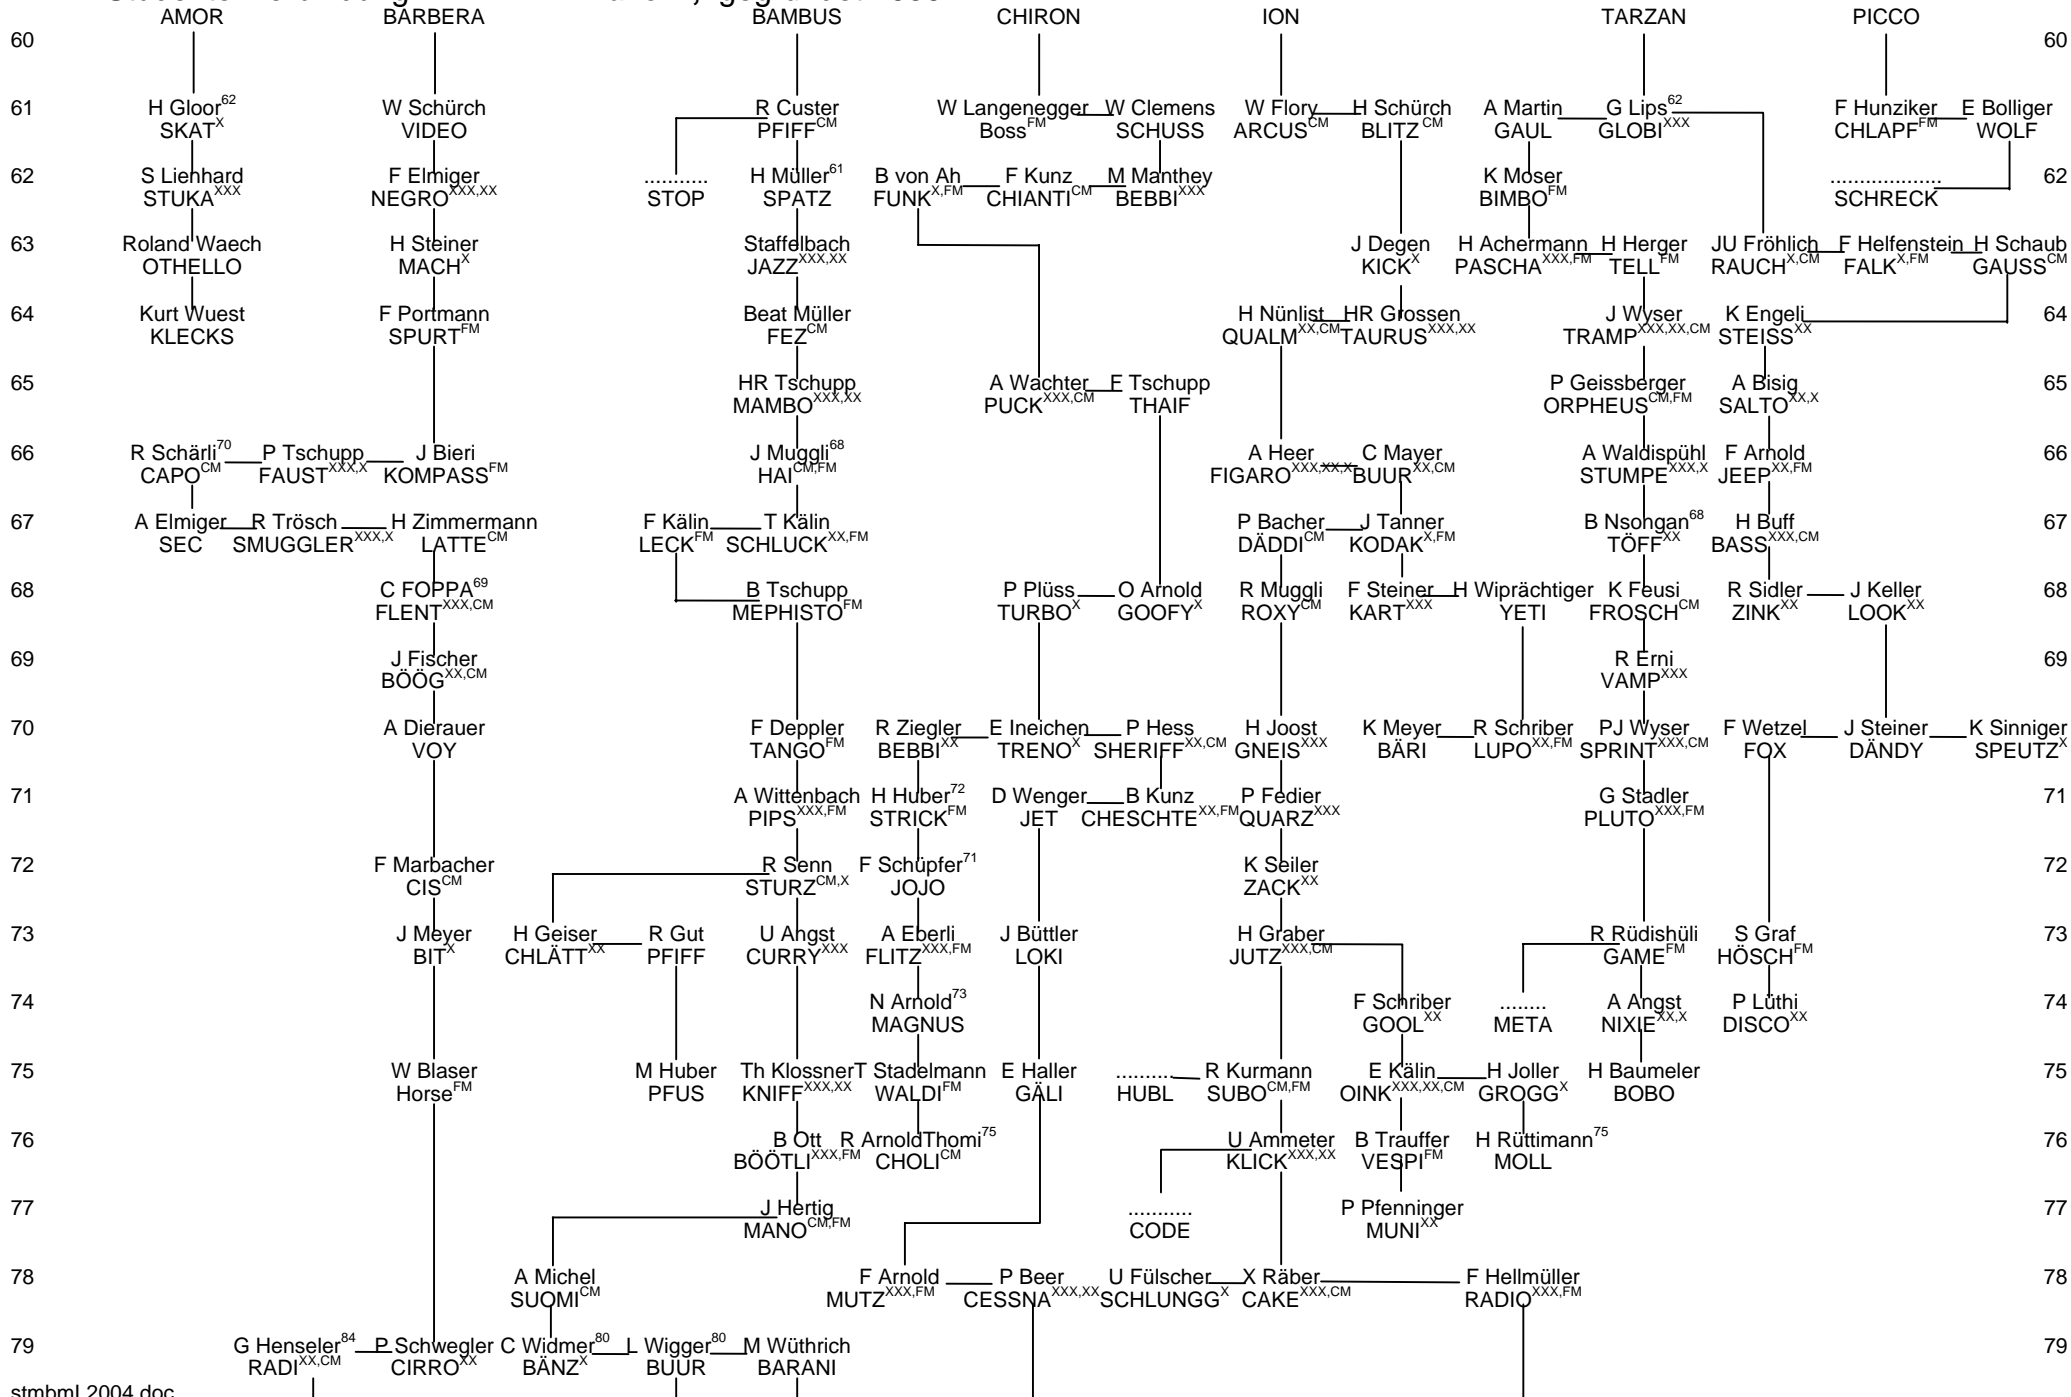 AMOR BARBERA BAMBUS CHIRON ION TARZAN PICCO
60 60
61 H Gloor62 W Schürch R Custer W Langenegger W Clemens W Flory H Schürch A Martin G Lips62 F Hunziker E Bolliger 61
SKATX VIDEO PFIFFCM BossFM SCHUSS ARCUSCM BLITZCM GAUL GLOBIXXX CHLAPFFM WOLF
62 S Lienhard F Elmiger ........... H Müller61 B von Ah F Kunz M Manthey K Moser ................... 62
STUKAXXX NEGROXXX,XX STOP SPATZ FUNKX,FM CHIANTICM BEBBIXXX BIMBOFM SCHRECK
63 Roland Waech H Steiner Staffelbach J Degen H Achermann H Herger JU Fröhlich F Helfenstein H Schaub 63
OTHELLO MACHX JAZZXXX,XX KICKX PASCHAXXX,FM TELLFM RAUCHX,CM FALKX,FM GAUSSCM
64 Kurt Wuest F Portmann Beat Müller H Nünlist HR Grossen J Wyser K Engeli 64
KLECKS SPURTFM FEZCM QUALMXX,CM TAURUSXXX,XX TRAMPXXX,XX,CM STEISSXX
65 HR Tschupp A Wachter F Tschupp P Geissberger A Bisig 65
MAMBOXXX,XX PUCKXXX,CM THAIF ORPHEUSCM,FM SALTOXX,X
66 R Schärli70 P Tschupp J Bieri J Muggli68 A Heer C Mayer A Waldispühl F Arnold 66
CAPOCM FAUSTXXX,X KOMPASSFM HAICM,FM FIGAROXXX,XX,X BUURXX,CM STUMPEXXX,X JEEPXX,FM
67 A Elmiger R Trösch H Zimmermann F Kälin T Kälin P Bacher J Tanner B Nsongan68 H Buff 67
SEC SMUGGLERXXX,X LATTECM LECKFM SCHLUCKXX,FM DÄDDICM KODAKX,FM TÖFFXX BASSXXX,CM
68 C FOPPA69 B Tschupp P Plüss O Arnold R Muggli F Steiner H Wiprächtiger K Feusi R Sidler J Keller 68
FLENTXXX,CM MEPHISTOFM TURBOX GOOFYX ROXYCM KARTXXX YETI FROSCHCM ZINKXX LOOKXX
69 J Fischer R Erni 69
BÖÖGXX,CM VAMPXXX
70 A Dierauer F Deppler R Ziegler E Ineichen P Hess H Joost K Meyer R Schriber PJ Wyser F Wetzel J Steiner K Sinniger 70
VOY TANGOFM BEBBIXX TRENOX SHERIFFXX,CM GNEISXXX BÄRI LUPOXX,FM SPRINTXXX,CM FOX DÄNDY SPEUTZX
71 A Wittenbach H Huber72 D Wenger B Kunz P Fedier G Stadler 71
PIPSXXX,FM STRICKFM JET CHESCHTEXX,FM QUARZXXX PLUTOXXX,FM
72 F Marbacher R Senn F Schüpfer71 K Seiler 72
CISCM STURZCM,X JOJO ZACKXX
73 J Meyer H Geiser R Gut U Angst A Eberli J Büttler H Graber R Rüdishüli S Graf 73
BITX CHLÄTTXX PFIFF CURRYXXX FLITZXXX,FM LOKI JUTZXXX,CM GAMEFM HÖSCHFM
74 N Arnold73 F Schriber ........ A Angst P Lüthi 74
MAGNUS GOOLXX META NIXIEXX,X DISCOXX
75 W Blaser M Huber Th Klossner T Stadelmann E Haller .......... R Kurmann E Kälin H Joller H Baumeler 75
HorseFM PFUS KNIFFXXX,XX WALDIFM GÄLI HUBL SUBOCM,FM OINKXXX,XX,CM GROGGX BOBO
76 B Ott R ArnoldThomi75 U Ammeter B Trauffer H Rüttimann75 76
BÖÖTLIXXX,FM CHOLICM KLICKXXX,XX VESPIFM MOLL
77 J Hertig ........... P Pfenninger 77
MANOCM,FM CODE MUNIXX
78 A Michel F Arnold P Beer U Fülscher X Räber F Hellmüller 78
SUOMICM MUTZXXX,FM CESSNAXXX,XX SCHLUNGGX CAKEXXX,CM RADIOXXX,FM
79 G Henseler84 P Schwegler C Widmer80 L Wigger80 M Wüthrich 79
RADIXX,CM CIRROXX BÄNZX BUUR BARANI
stmbml 2004.doc